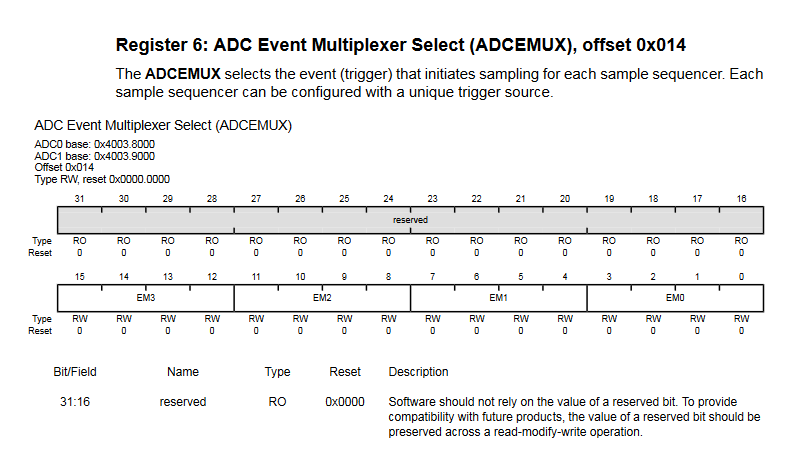 Register 6: ADC Event Multiplexer Select (ADCEMUX), offset 0x014
The ADCEMUX selects the event (trigger) that initiates sampling for each sample sequencer. Each
sample sequencer can be configured with a unique trigger source.
ADC Event Multiplexer Select (ADCEMUX)
ADC0 base: 0x4003.8000
ADC1 base: 0x4003.9000
Offset 0x014
Type RW, reset 0x0000.0000
31 30 29 28 27 26 25 24 23 22 21 20 19 18 17 16
reserved
Type RO RO RO RO RO RO RO RO RO RO RO RO RO RO RO RO
Reset 0 0 0 0 0 0 0 0 0 0 0 0 0 0 0 0
15 14 13 12 11 10 9 8 7 6 5 4 3 2 1 0
EM3 EM2 EM1 EM0
Type RW RW RW RW RW RW RW RW RW RW RW RW RW RW RW RW
Reset 0 0 0 0 0 0 0 0 0 0 0 0 0 0 0 0
Bit/Field Name Type Reset Description
31:16 reserved RO 0x0000 Software should not rely on the value of a reserved bit. To provide
compatibility with future products, the value of a reserved bit should be
preserved across a read-modify-write operation.